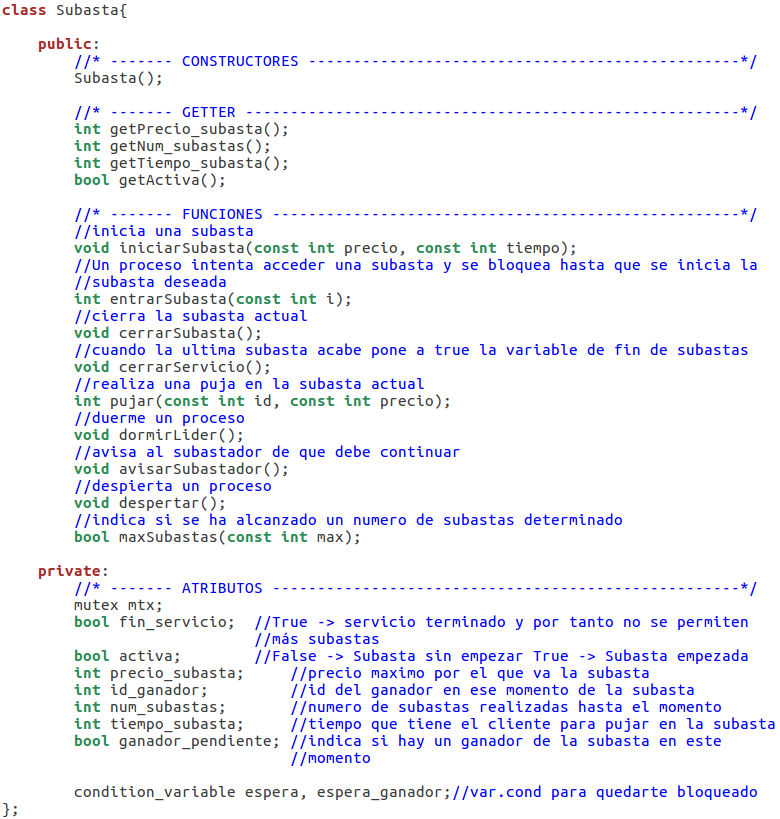 class Subasta{
public:
//* ------- CONSTRUCTORES ------------------------------------------------*/
Subasta();
//* ------- GETTER -------------------------------------------------------*/
int getPrecio_subasta();
int getNum_subastas();
int getTiempo_subasta();
bool getActiva();
//* ------- FUNCIONES ----------------------------------------------------*/
//inicia una subasta
void iniciarSubasta(const int precio, const int tiempo);
//Un proceso intenta acceder una subasta y se bloquea hasta que se inicia la
//subasta deseada
int entrarSubasta(const int i);
//cierra la subasta actual
void cerrarSubasta();
//cuando la ultima subasta acabe pone a true la variable de fin de subastas
void cerrarServicio();
//realiza una puja en la subasta actual
int pujar(const int id, const int precio);
//duerme un proceso
void dormirLider();
//avisa al subastador de que debe continuar
void avisarSubastador();
//despierta un proceso
void despertar();
//indica si se ha alcanzado un numero de subastas determinado
bool maxSubastas(const int max);
private:
//* ------- ATRIBUTOS ----------------------------------------------------*/
mutex mtx;
bool fin_servicio; //True -> servicio terminado y por tanto no se permiten
//más subastas
bool activa; //False -> Subasta sin empezar True -> Subasta empezada
int precio_subasta; //precio maximo por el que va la subasta
int id_ganador; //id del ganador en ese momento de la subasta
int num_subastas; //numero de subastas realizadas hasta el momento
int tiempo_subasta; //tiempo que tiene el cliente para pujar en la subasta
bool ganador_pendiente; //indica si hay un ganador de la subasta en este
//momento
condition_variable espera, espera_ganador;//var.cond para quedarte bloqueado
};